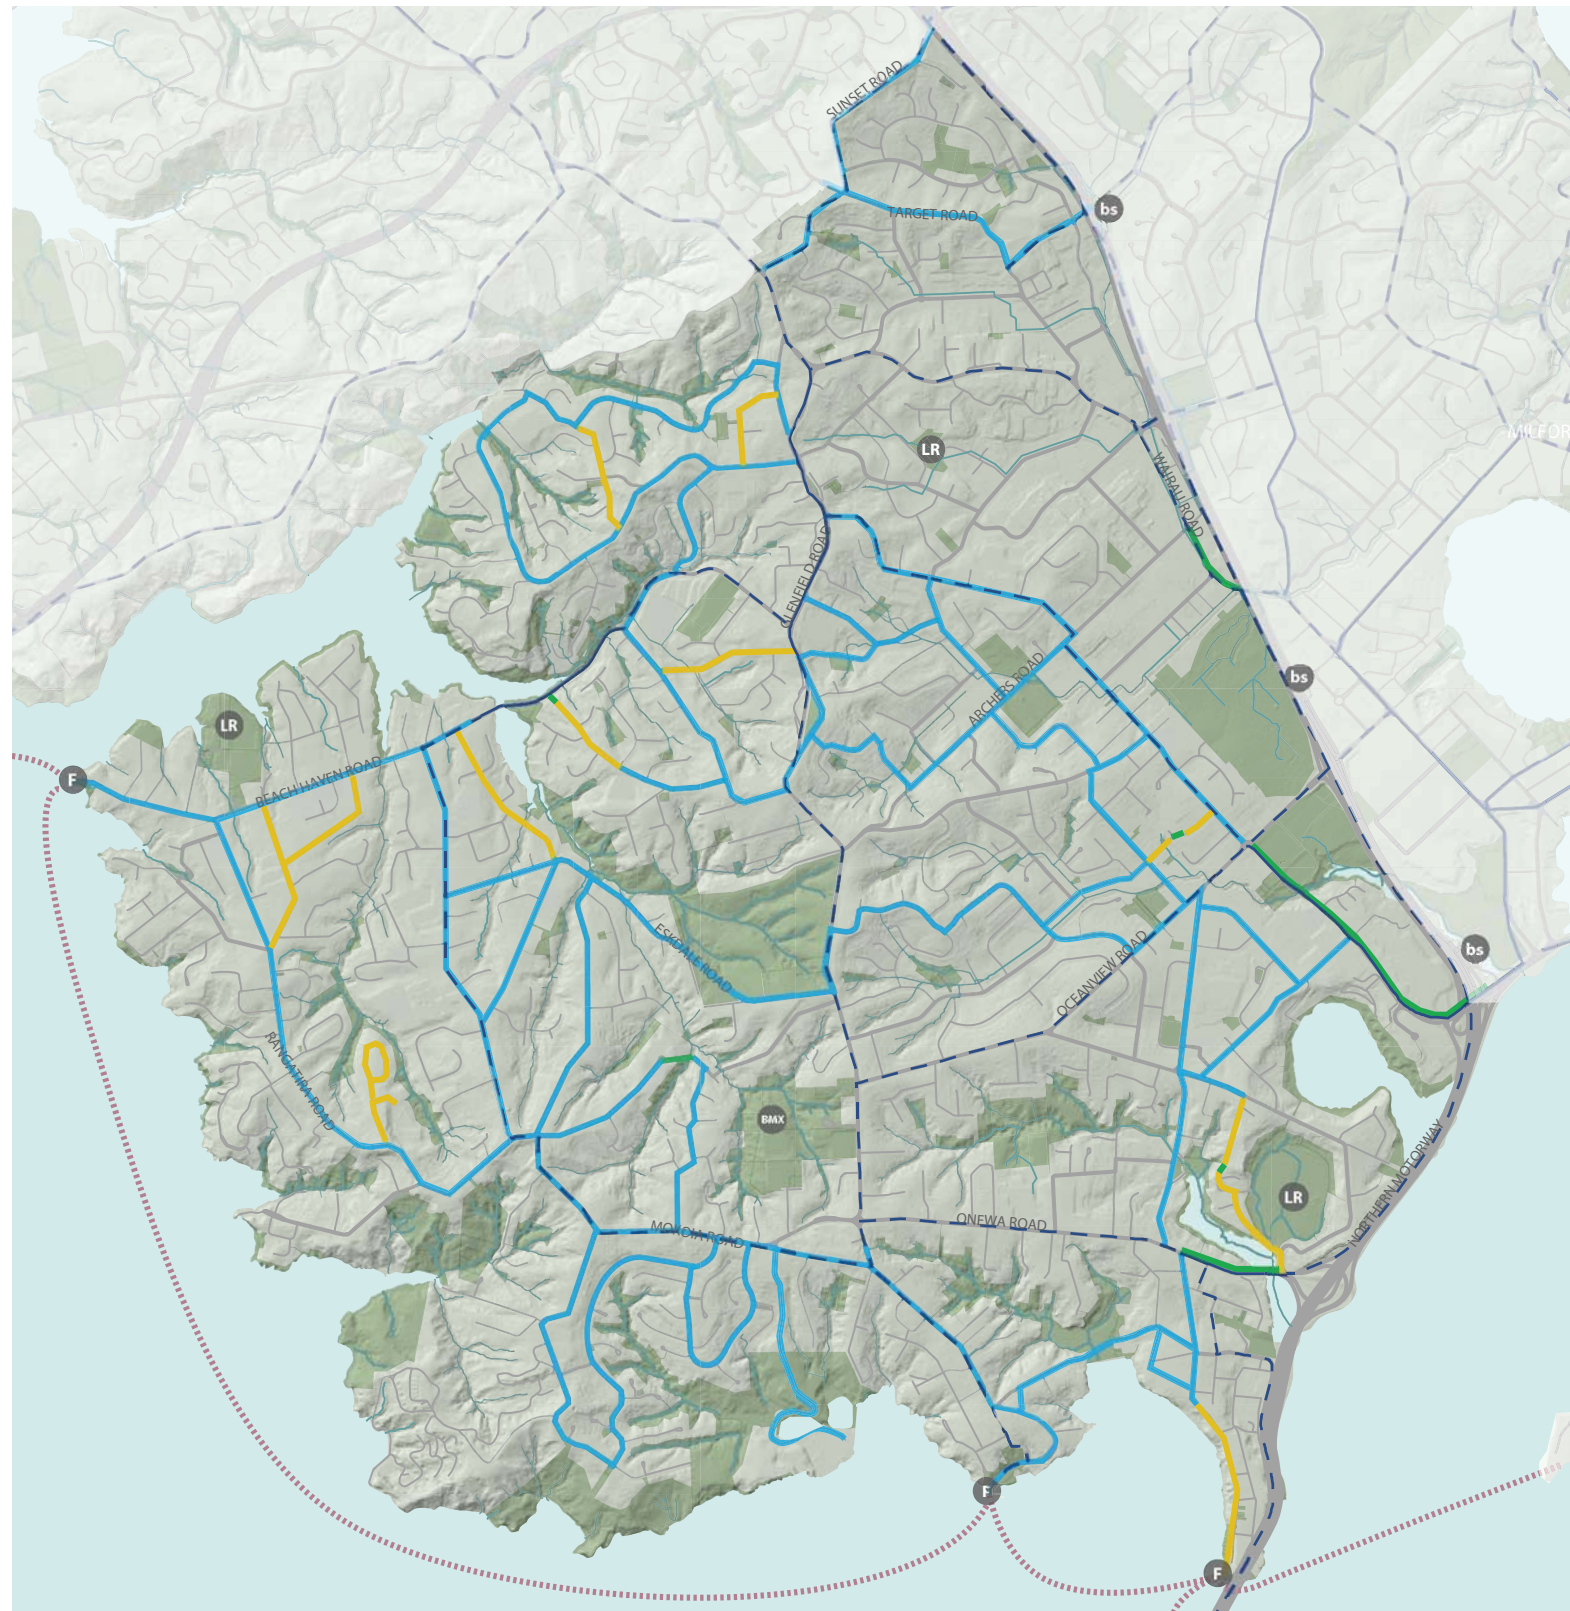 SUNSET ROAD
bs
TARGET ROAD
MILFOR
LR
WAIRAU ROAD
GLENFIELD ROAD
bs
ARCHERS ROAD
LR
F
BEACH HAVEN ROAD
ESKDALE ROAD
bs
OCEANVIEW ROAD
RANGATIRA ROAD
BMX
NORTHERN MOTORWAY
LR
ONEWA ROAD
MOKOIA ROAD
F
F